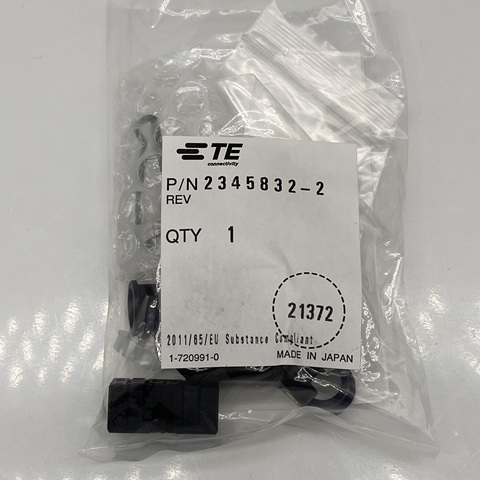 TE
connectivity
P/N 2345832-2
REV
QTY 1
21372
2011/65/EU Substance Compliant
1-720991-0 MADE IN JAPAN